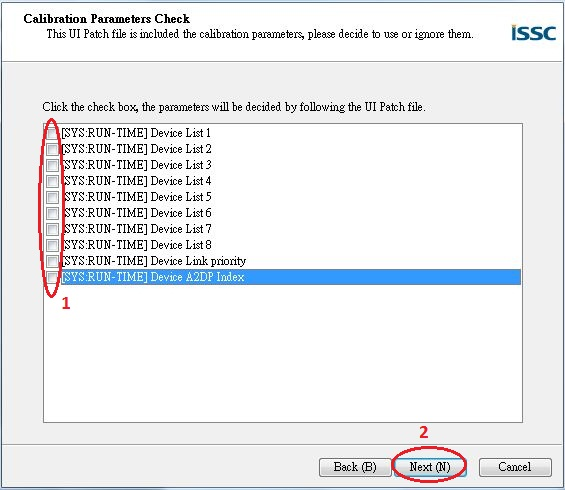 Calibration Parameters Check
This UI Patch file is included the calibration parameters, please decide to use or ignore them.
ISSC
Click the check box, the parameters will be decided by following the UI Patch file.
[SYS:RUN-TIME] Device List 1
[SYS:RUN-TIME] Device List 2
[SYS:RUN-TIME] Device List 3
[SYS:RUN-TIME] Device List 4
[SYS:RUN-TIME] Device List 5
[SYS:RUN-TIME] Device List 6
[SYS:RUN-TIME] Device List 7
[SYS:RUN-TIME] Device List 8
[SYS:RUN-TIME] Device Link priority
[SYS:RUN-TIME] Device A2DP Index
1
2
Back (B)
Next (N)
Cancel